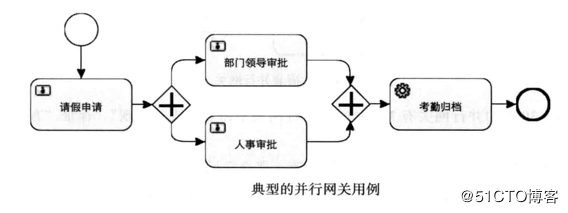 部门领导审批
请假申请
考勤归档
人事审批
典型的并行网关用例
@51CTO博客